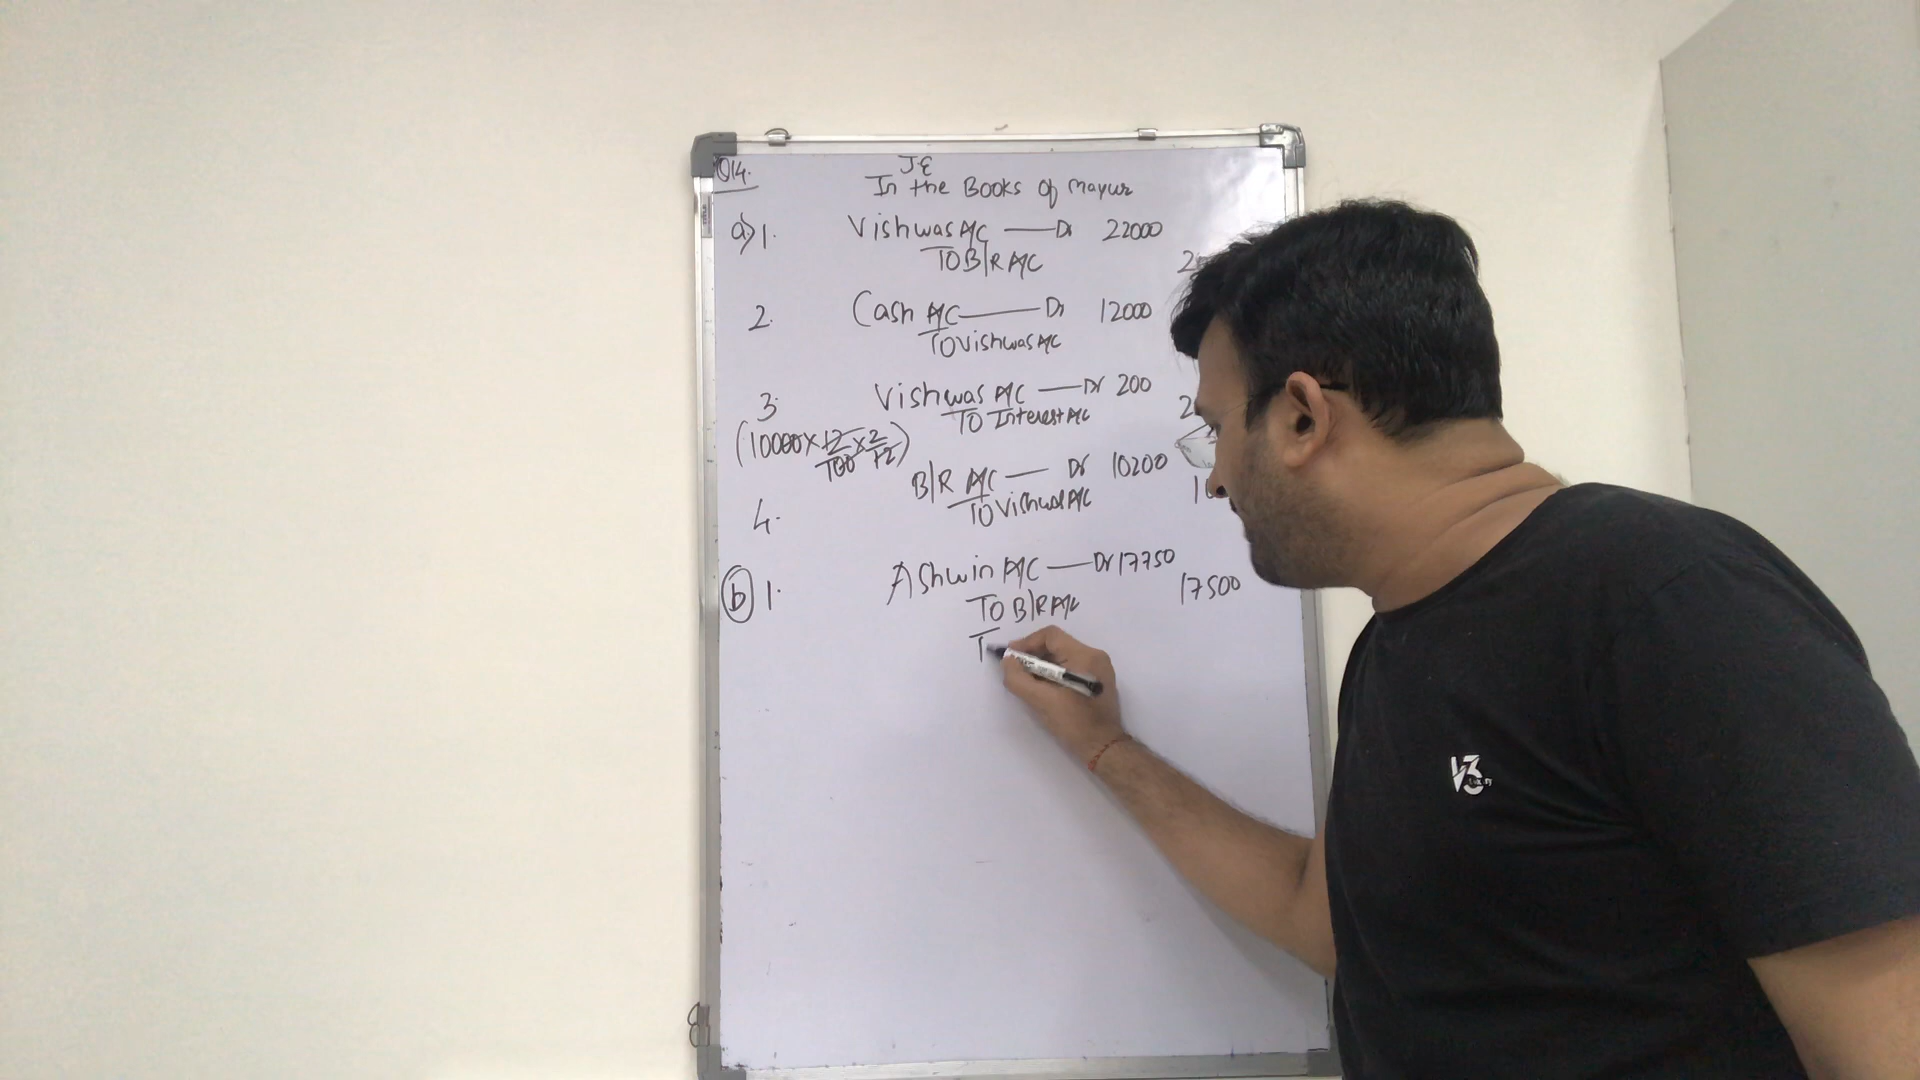 Q14.
J.E
In the Books of Mayur
a) 1. Vishwas A/C —— Dr 22000
TO B/R A/C
2. Cash A/C —— Dr 12000
TO Vishwas A/C
3. Vishwas A/C —— Dr 200
TO Interest A/C
(10000 × 12/100 × 2/12)
B/R A/C —— Dr 10200
4. TO Vishwas A/C
b) 1. Ashwin A/C —— Dr 17750
TO B/R A/C 17500
T
V3